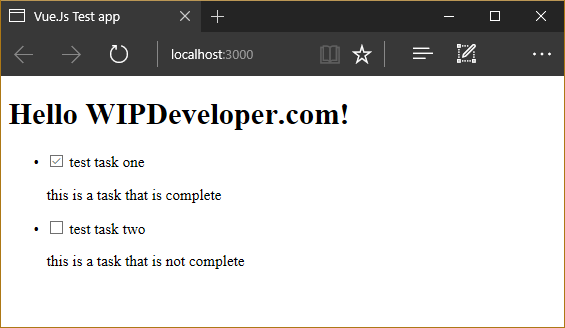 Vue.Js Test app
localhost:3000
Hello WIPDeveloper.com!
test task one
this is a task that is complete
test task two
this is a task that is not complete